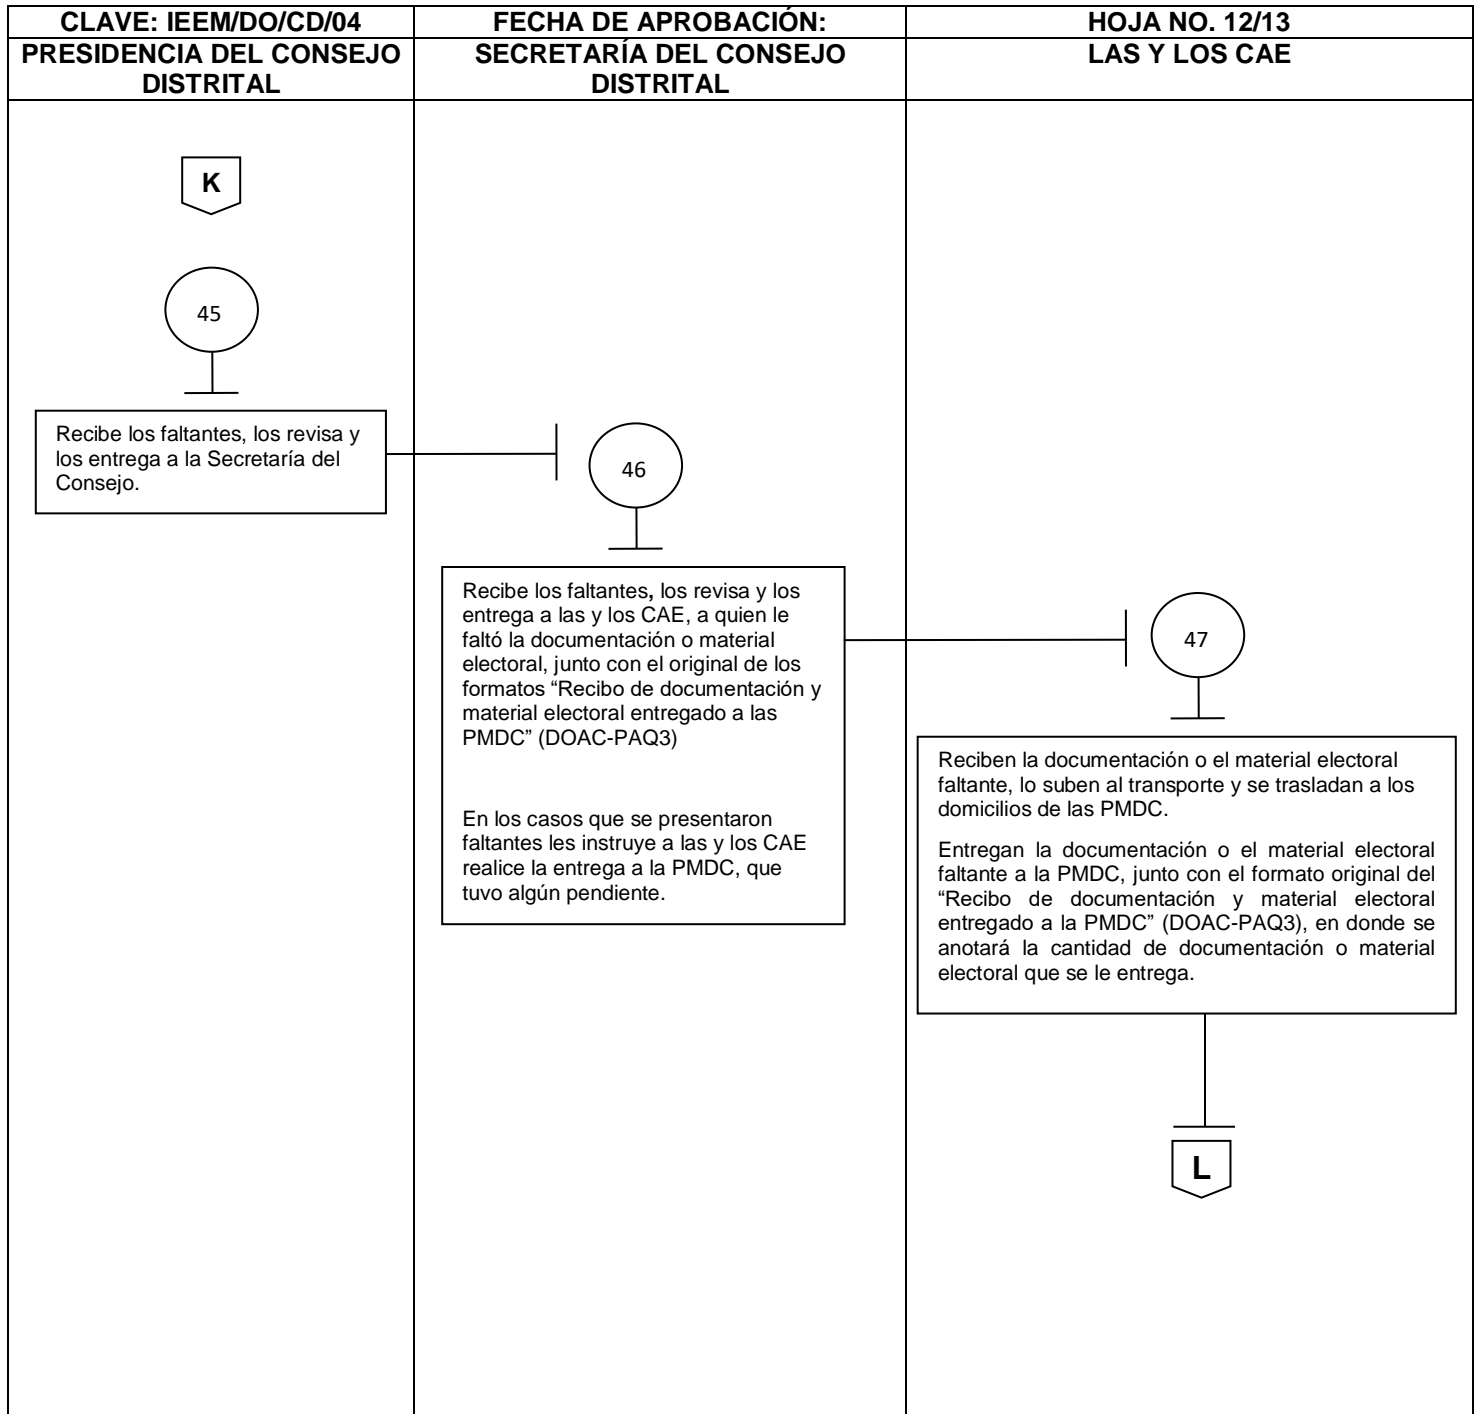 CLAVE: IEEM/DO/CD/04
FECHA DE APROBACIÓN:
HOJA NO. 12/13
PRESIDENCIA DEL CONSEJO
DISTRITAL
SECRETARÍA DEL CONSEJO
DISTRITAL
LAS Y LOS CAE
K
45
Recibe los faltantes, los revisa y
los entrega a la Secretaría del
Consejo.
46
Recibe los faltantes, los revisa y los
entrega a las y los CAE, a quien le
faltó la documentación o material
electoral, junto con el original de los
formatos “Recibo de documentación y
material electoral entregado a las
PMDC” (DOAC-PAQ3)
En los casos que se presentaron
faltantes les instruye a las y los CAE
realice la entrega a la PMDC, que
tuvo algún pendiente.
47
Reciben la documentación o el material electoral
faltante, lo suben al transporte y se trasladan a los
domicilios de las PMDC.
Entregan la documentación o el material electoral
faltante a la PMDC, junto con el formato original del
“Recibo de documentación y material electoral
entregado a la PMDC” (DOAC-PAQ3), en donde se
anotará la cantidad de documentación o material
electoral que se le entrega.
L